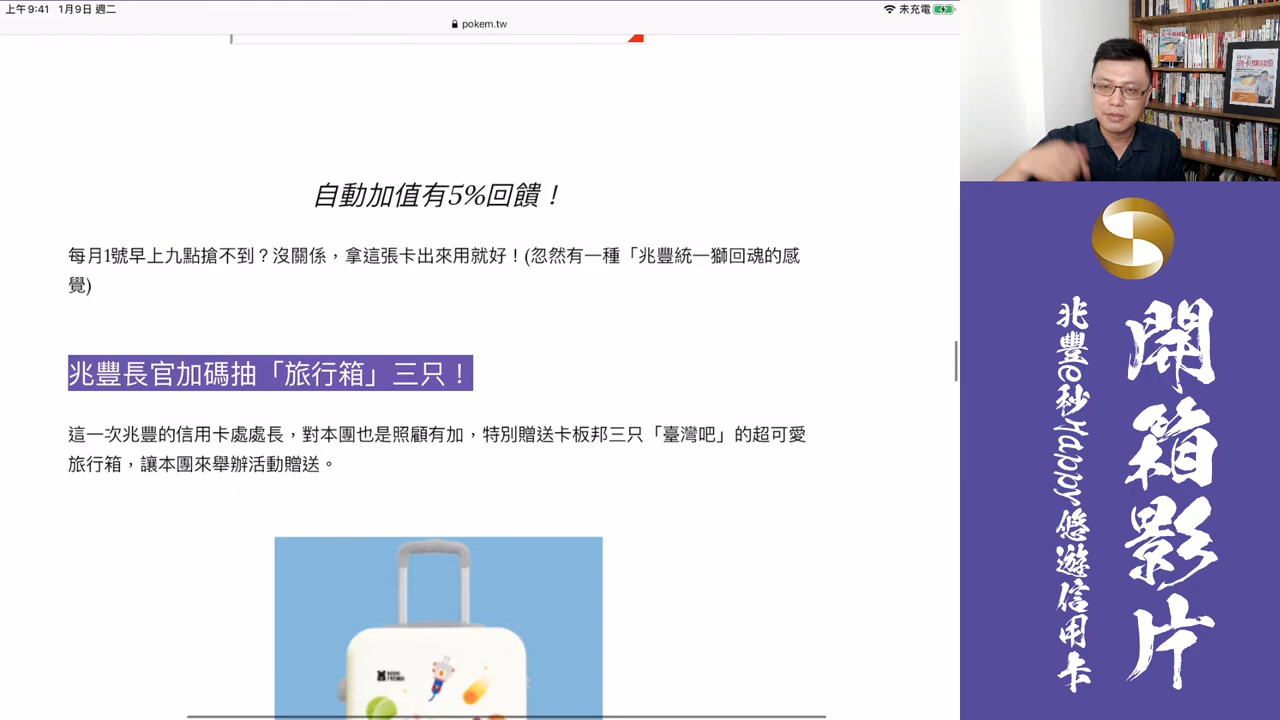 上午9:41 1月9日 週二
未充電
pokem.tw
自動加值有5%回饋！
每月1號早上九點搶不到？沒關係，拿這張卡出來用就好！(忽然有一種「兆豐統一獅回魂的感
覺)
兆豐長官加碼抽「旅行箱」三只！
這一次兆豐的信用卡處處長，對本團也是照顧有加，特別贈送卡板邦三只「臺灣吧」的超可愛
旅行箱，讓本團來舉辦活動贈送。
開箱影片
兆豐e秒Happy悠遊信用卡